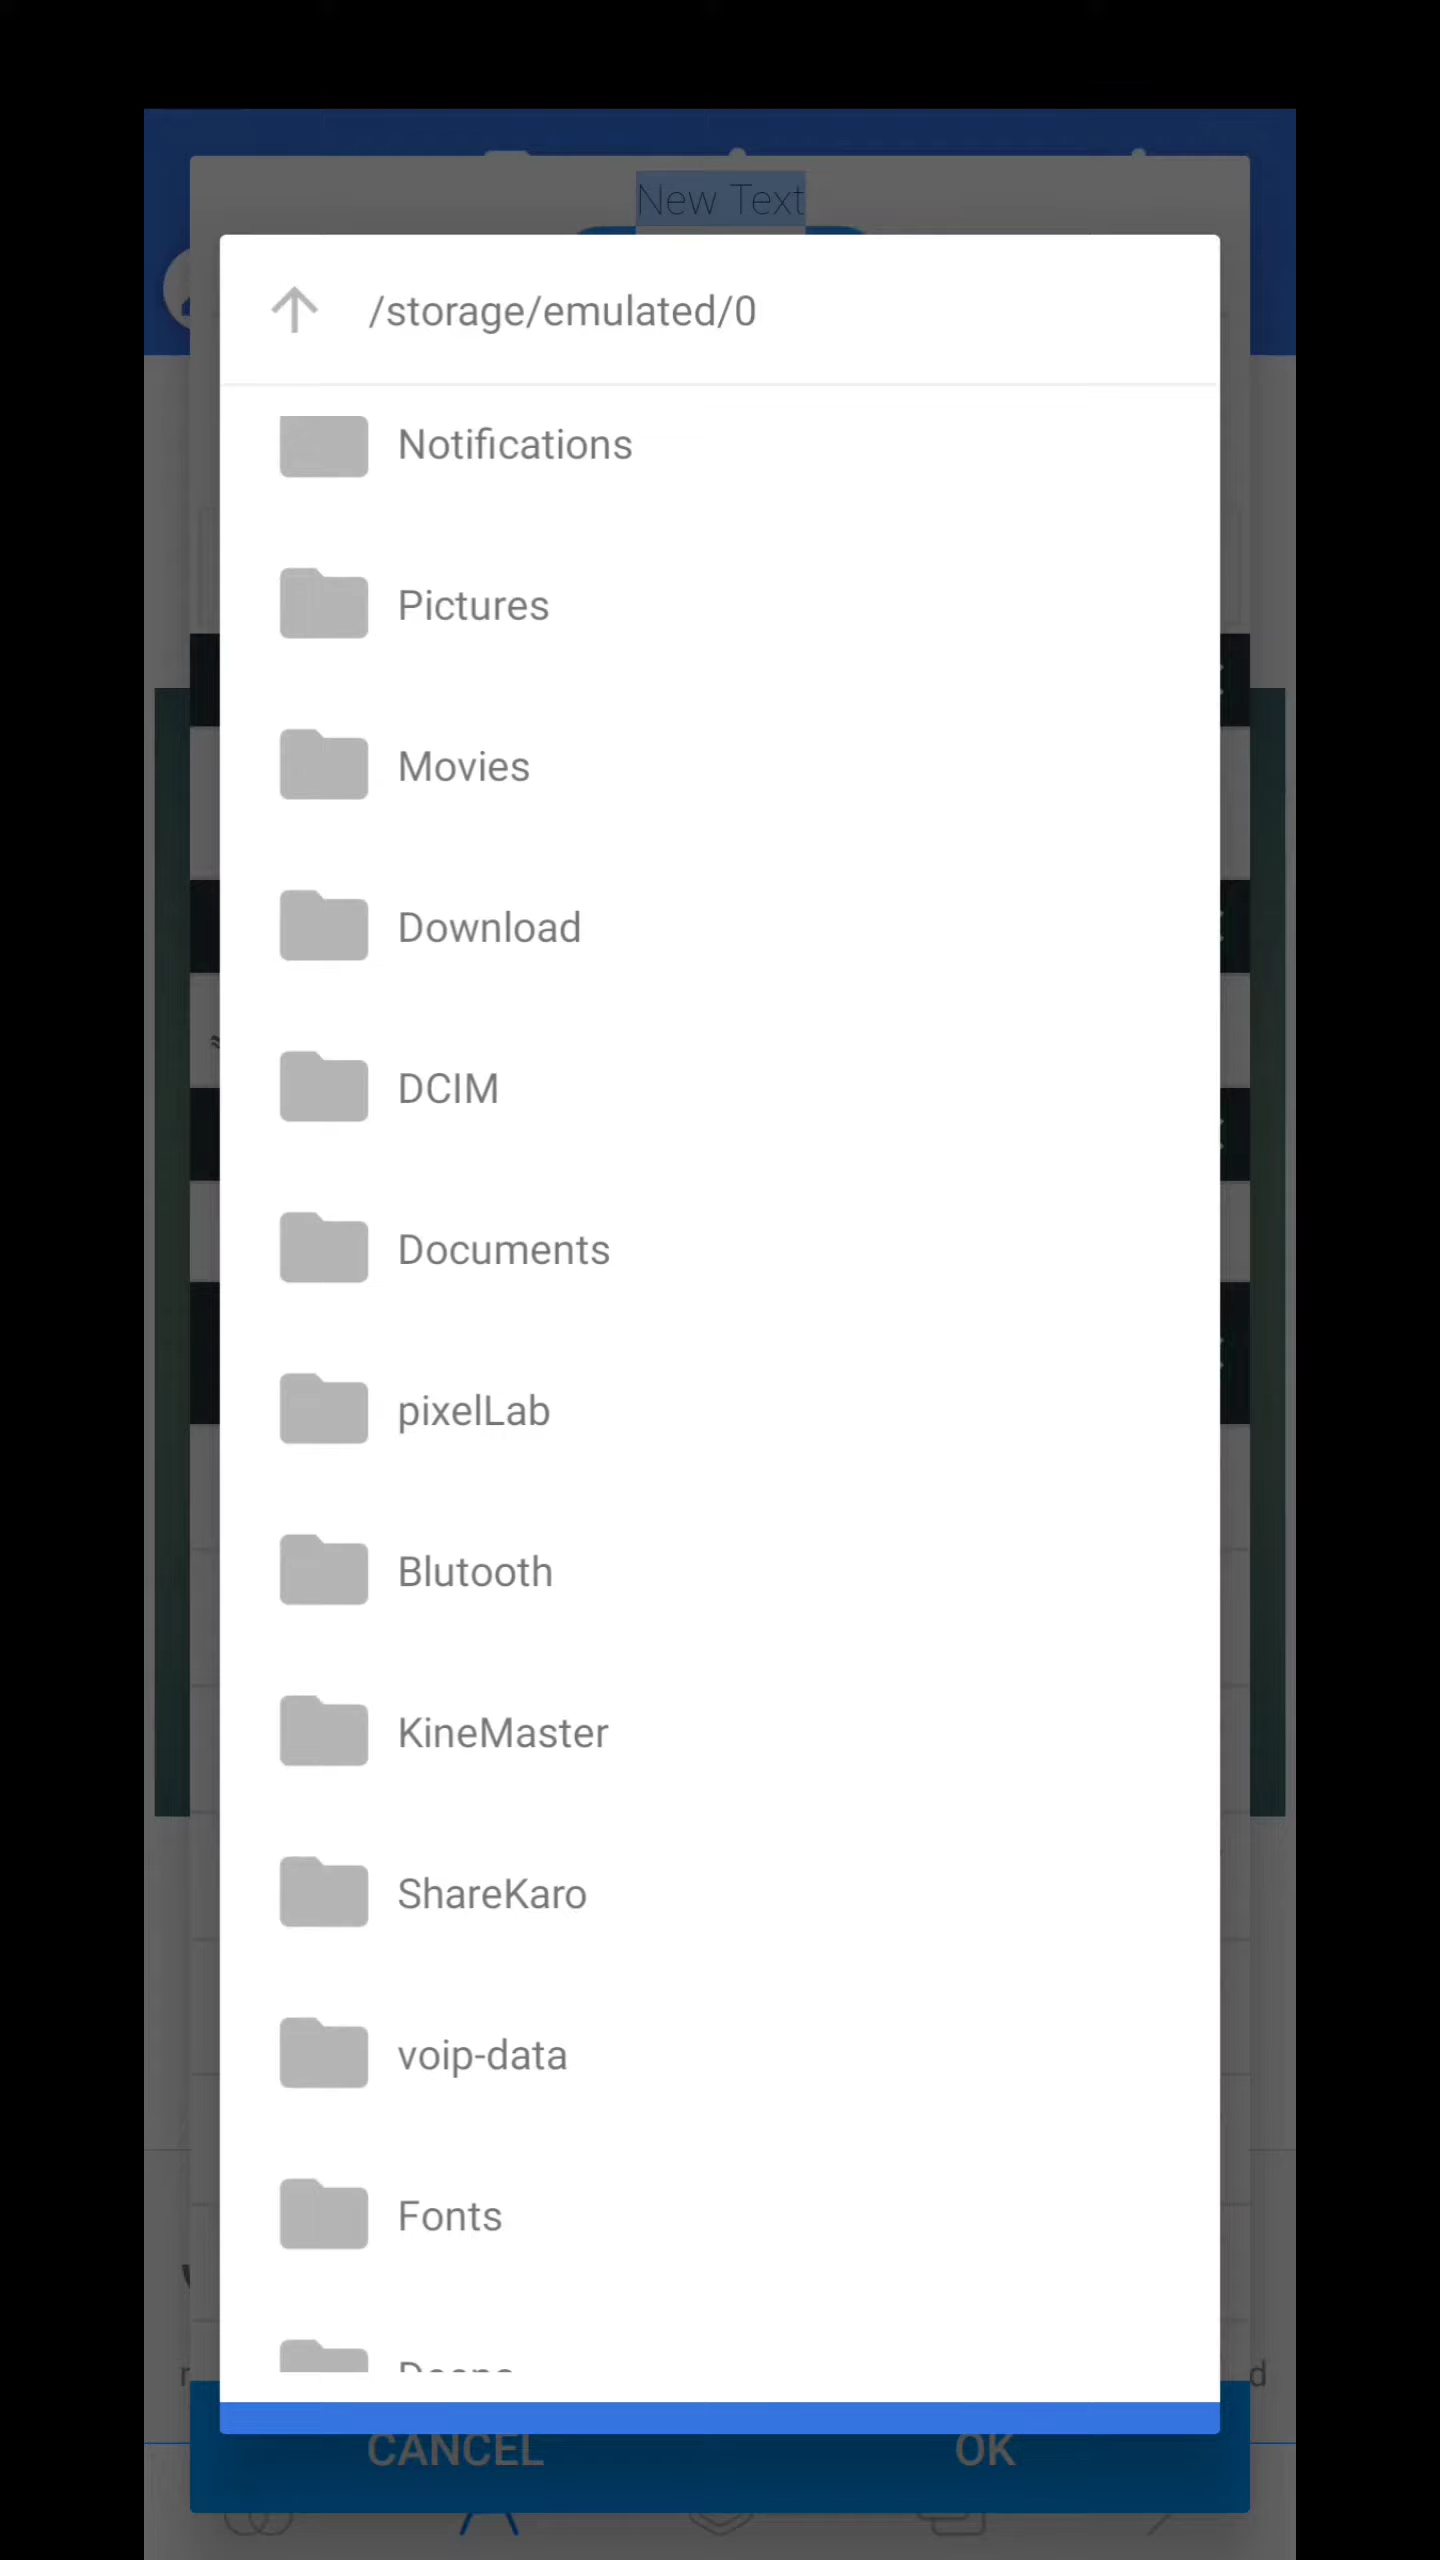 New Text
/storage/emulated/0
Notifications
Pictures
Movies
Download
DCIM
Documents
pixelLab
Blutooth
KineMaster
ShareKaro
voip-data
Fonts
CANCEL OK